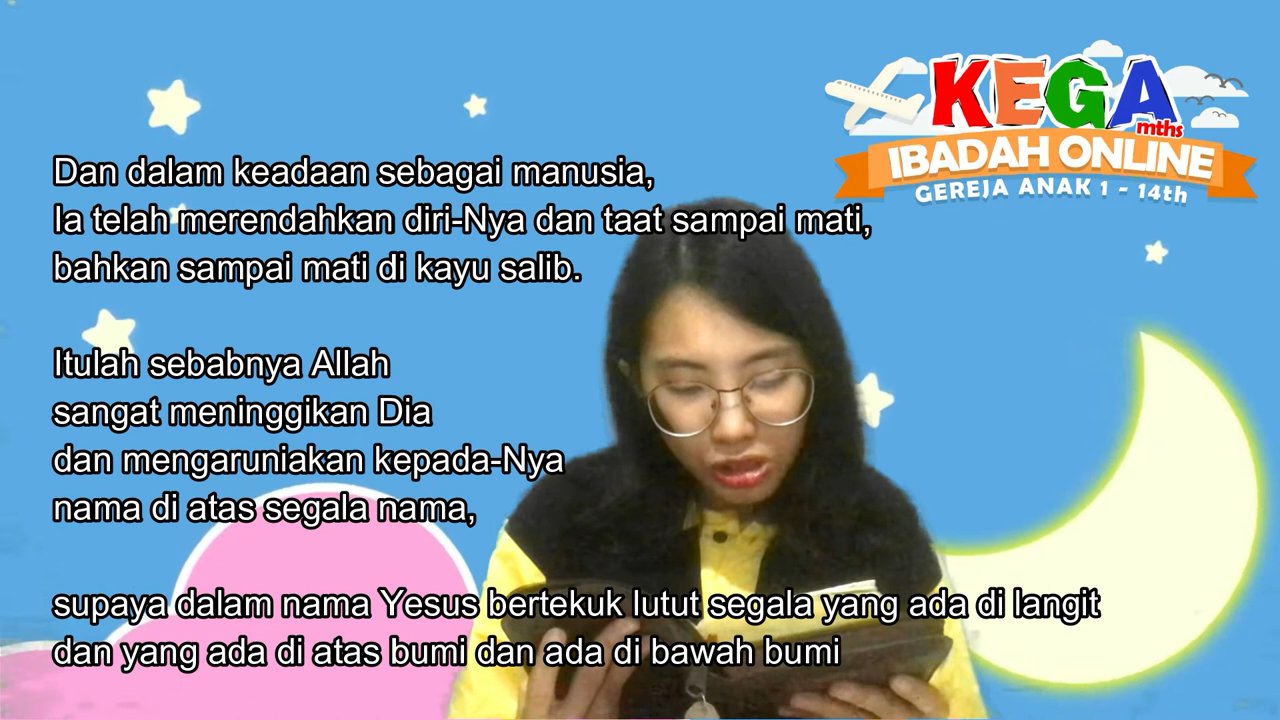 KEGA
mths
IBADAH ONLINE
GEREJA ANAK 1 - 14th
Dan dalam keadaan sebagai manusia,
Ia telah merendahkan diri-Nya dan taat sampai mati,
bahkan sampai mati di kayu salib.
Itulah sebabnya Allah
sangat meninggikan Dia
dan mengaruniakan kepada-Nya
nama di atas segala nama,
supaya dalam nama Yesus bertekuk lutut segala yang ada di langit
dan yang ada di atas bumi dan ada di bawah bumi